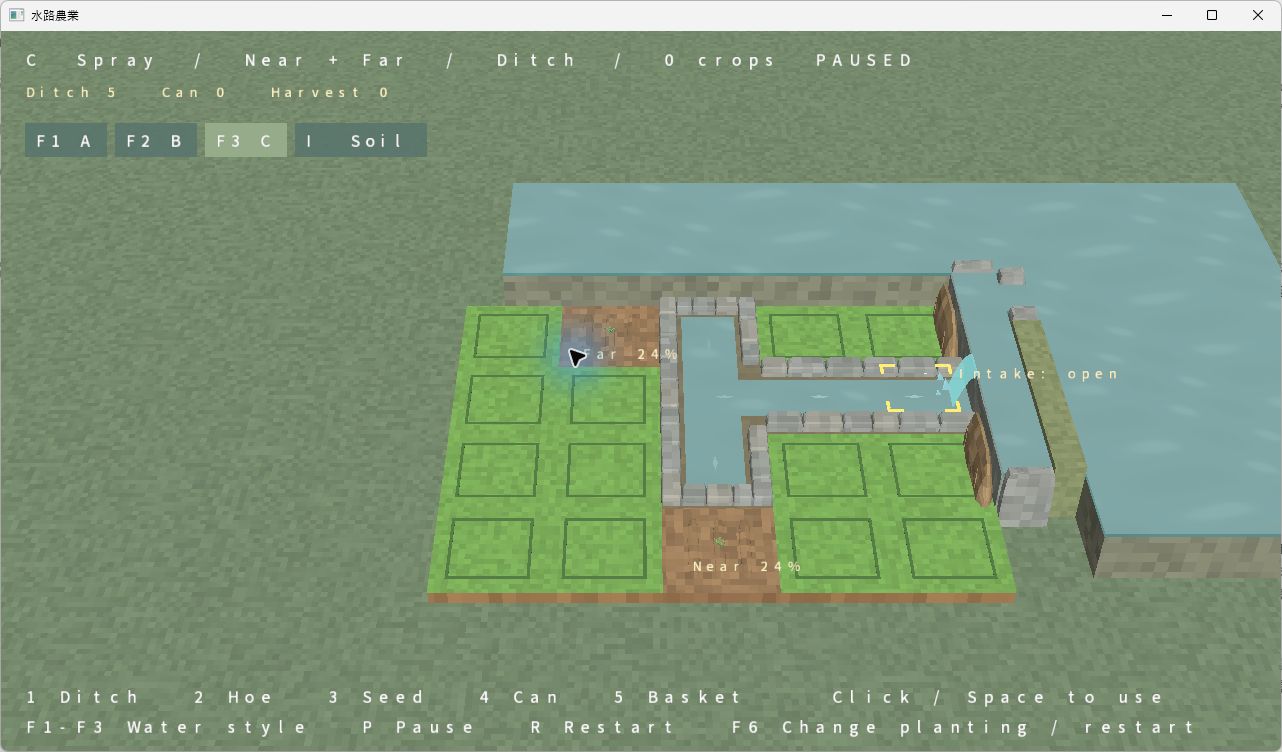 水路農業
C Spray / Near + Far / Ditch / 0 crops PAUSED
Ditch 5 Can 0 Harvest 0
F1 A F2 B F3 C I Soil
Far 24%
- Intake: open
Near 24%
1 Ditch 2 Hoe 3 Seed 4 Can 5 Basket Click / Space to use
F1-F3 Water style P Pause R Restart F6 Change planting / restart